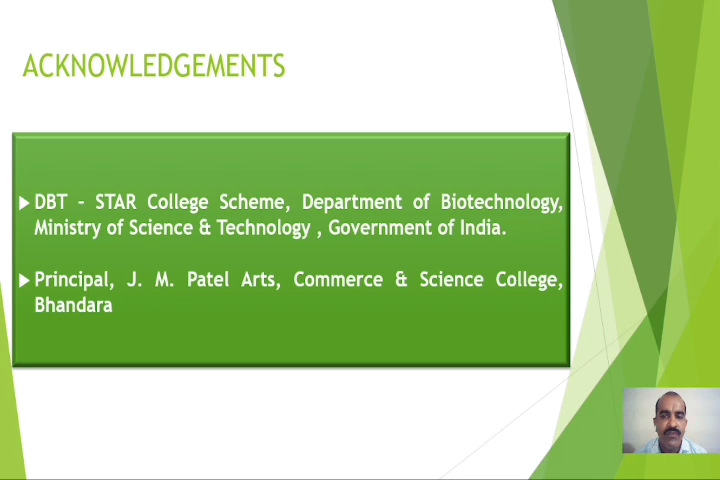 ACKNOWLEDGEMENTS
DBT – STAR College Scheme, Department of Biotechnology,
Ministry of Science & Technology , Government of India.
Principal, J. M. Patel Arts, Commerce & Science College,
Bhandara